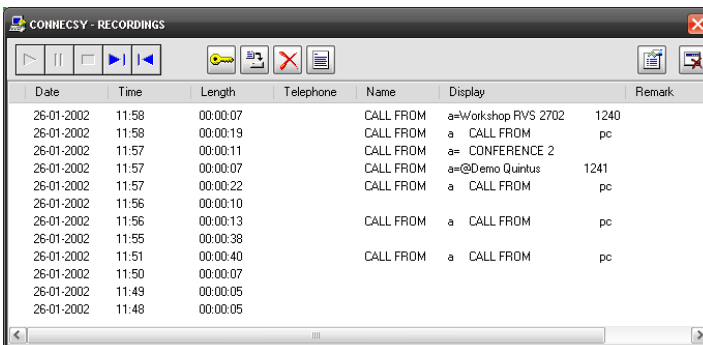 CONNECSY - RECORDINGS
Date Time Length Telephone Name Display Remark
26-01-2002 11:58 00:00:07 CALL FROM a=Workshop RVS 2702 1240
26-01-2002 11:58 00:00:19 CALL FROM a CALL FROM pc
26-01-2002 11:57 00:00:11 CALL FROM a= CONFERENCE 2
26-01-2002 11:57 00:00:07 CALL FROM a=@Demo Quintus 1241
26-01-2002 11:57 00:00:22 CALL FROM a CALL FROM pc
26-01-2002 11:56 00:00:10
26-01-2002 11:56 00:00:13 CALL FROM a CALL FROM pc
26-01-2002 11:55 00:00:38
26-01-2002 11:51 00:00:40 CALL FROM a CALL FROM pc
26-01-2002 11:50 00:00:07
26-01-2002 11:49 00:00:05
26-01-2002 11:48 00:00:05